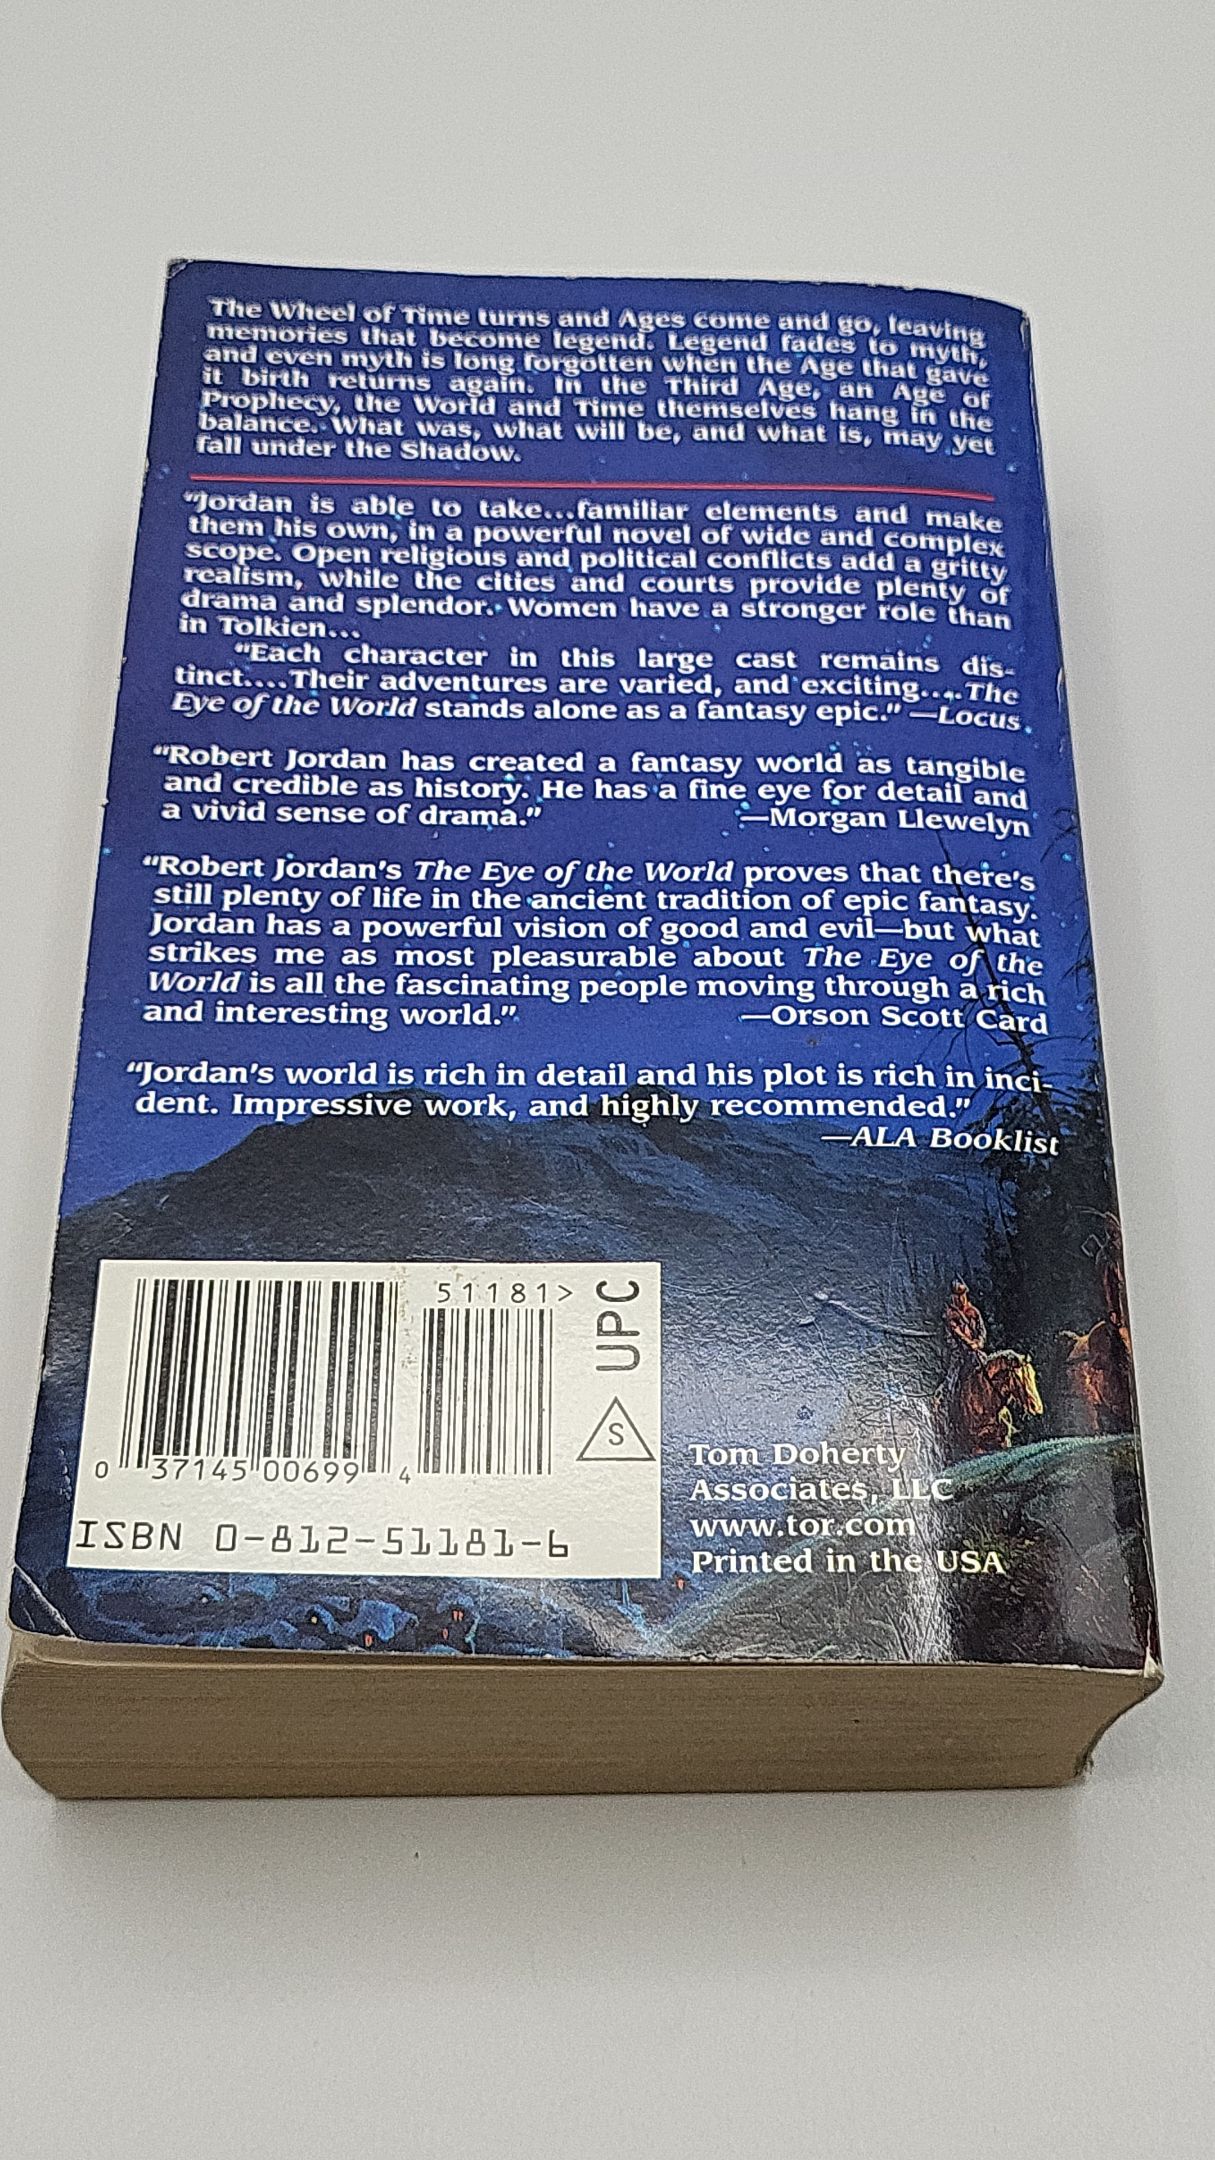 The Wheel of Time turns and Ages come and go, leaving
memories that become legend. Legend fades to myth,
and even myth is long forgotten when the Age that gave
it birth returns again. In the Third Age, an Age of
Prophecy, the World and Time themselves hang in the
balance. What was, what will be, and what is, may yet
fall under the Shadow.
“Jordan is able to take...familiar elements and make
them his own, in a powerful novel of wide and complex
scope. Open religious and political conflicts add a gritty
realism, while the cities and courts provide plenty of
drama and splendor. Women have a stronger role than
in Tolkien...
“Each character in this large cast remains dis-
tinct....Their adventures are varied, and exciting....The
Eye of the World stands alone as a fantasy epic.” —Locus
“Robert Jordan has created a fantasy world as tangible
and credible as history. He has a fine eye for detail and
a vivid sense of drama.” —Morgan Llewelyn
“Robert Jordan's The Eye of the World proves that there's
still plenty of life in the ancient tradition of epic fantasy.
Jordan has a powerful vision of good and evil—but what
strikes me as most pleasurable about The Eye of the
World is all the fascinating people moving through a rich
and interesting world.” —Orson Scott Card
“Jordan's world is rich in detail and his plot is rich in inci-
dent. Impressive work, and highly recommended.”
—ALA Booklist
51181>
UPC
S
0 37145 00699 4
ISBN 0-812-51181-6
Tom Doherty
Associates, LLC
www.tor.com
Printed in the USA